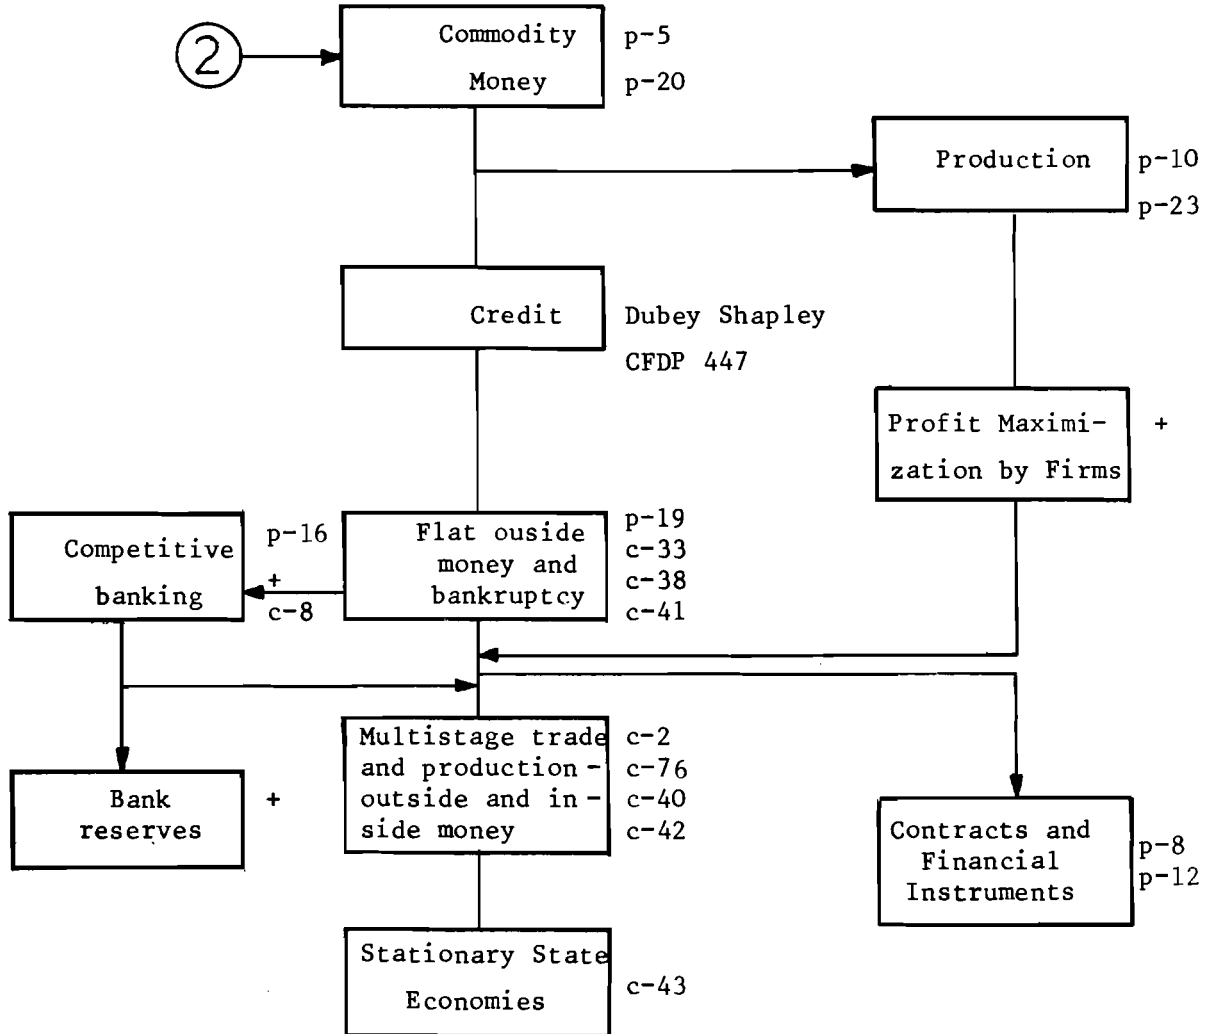 2
Commodity
Money
p-5
p-20
Production
p-10
p-23
Credit
Dubey Shapley
CFDP 447
Profit Maximi-
zation by Firms
+
Competitive
banking
p-16
+
c-8
Flat ouside
money and
bankruptcy
p-19
c-33
c-38
c-41
Bank
reserves
+
Multistage trade
and production-
outside and in-
side money
c-2
c-76
c-40
c-42
Contracts and
Financial
Instruments
p-8
p-12
Stationary State
Economies
c-43